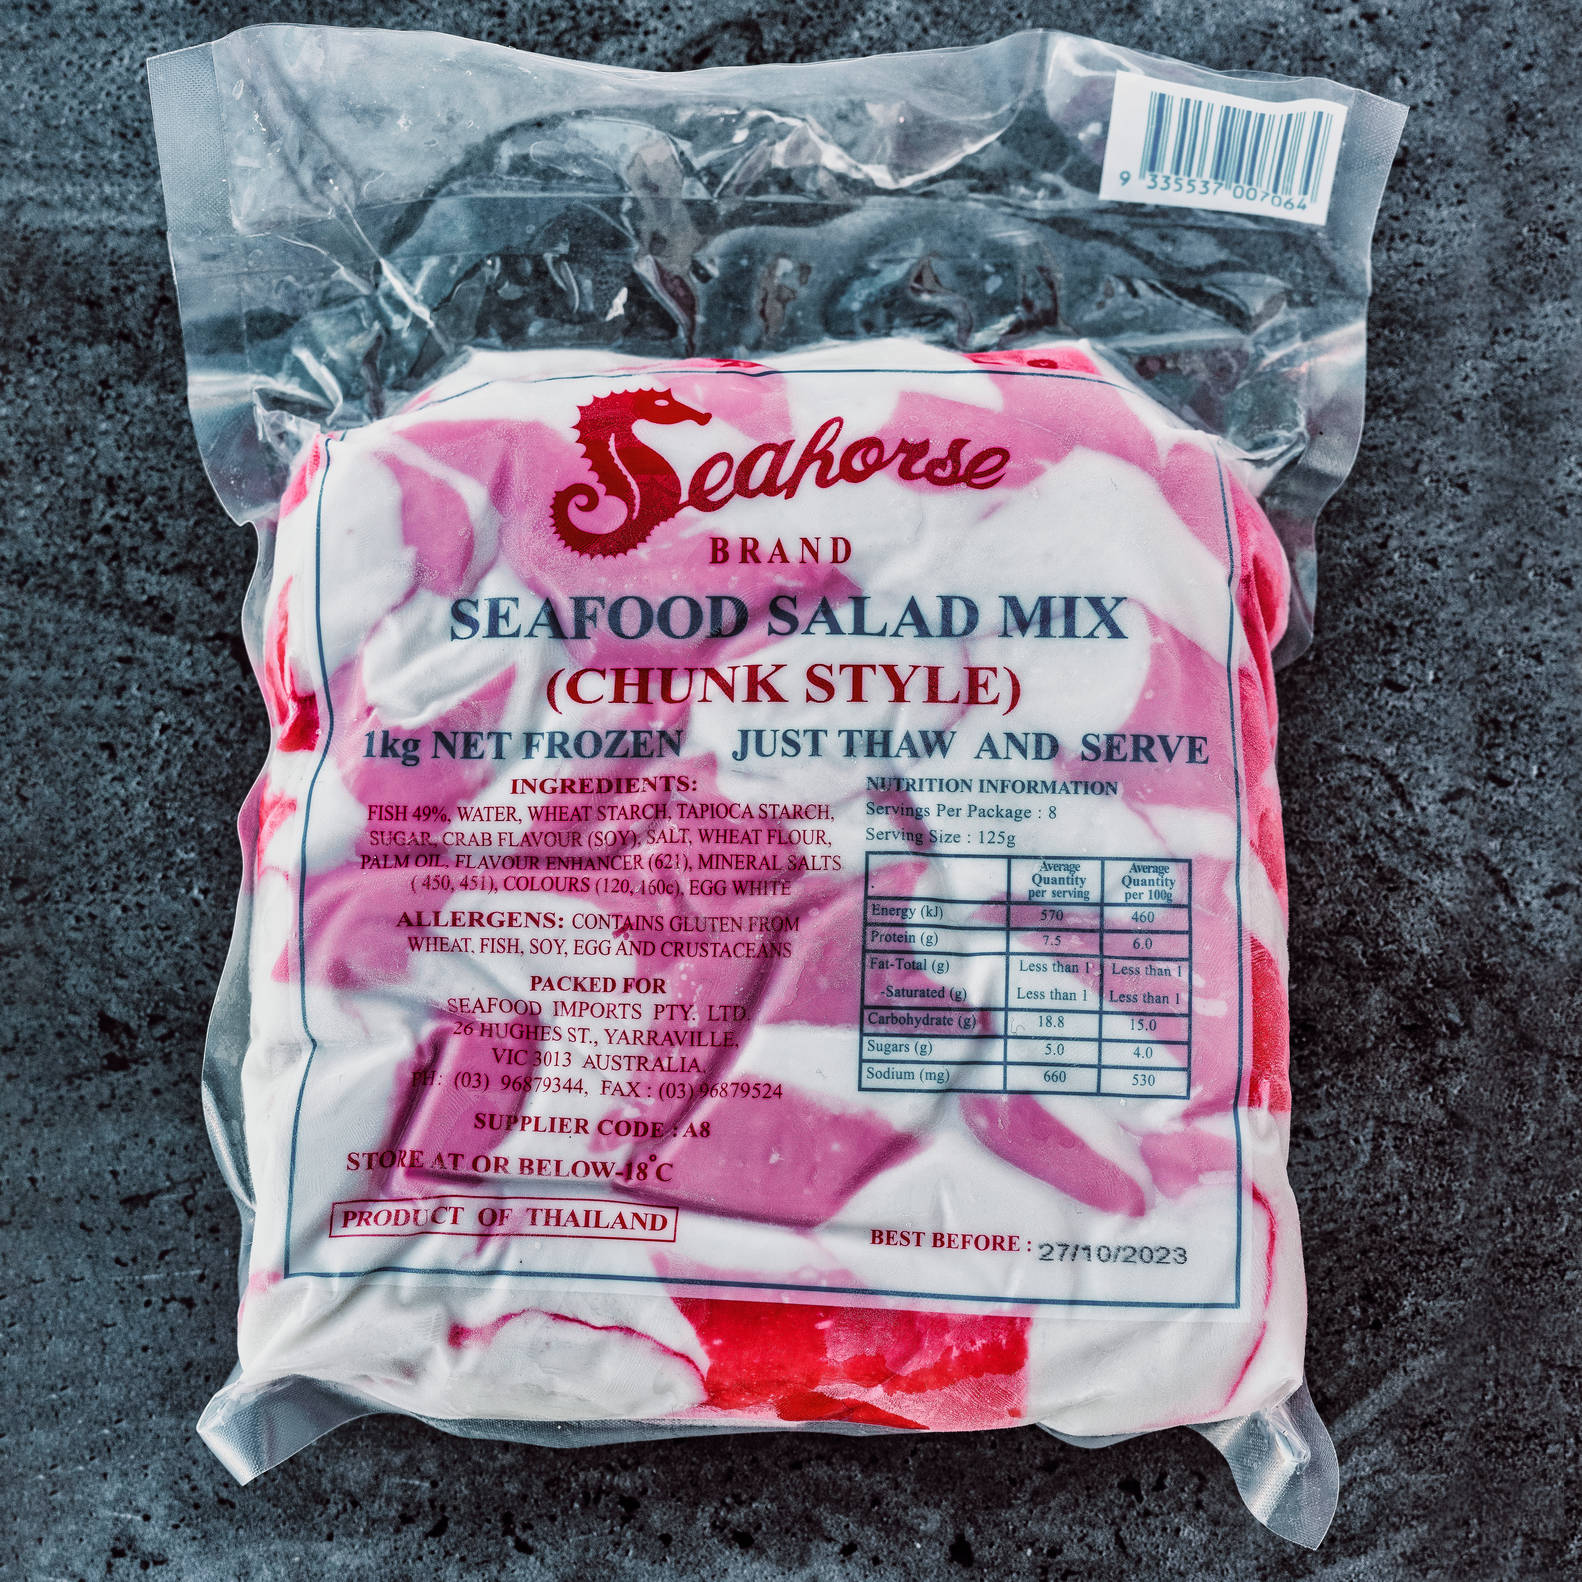 9 335537 007064
Seahorse
BRAND
SEAFOOD SALAD MIX
(CHUNK STYLE)
1kg NET FROZEN JUST THAW AND SERVE
INGREDIENTS:
FISH 49%, WATER, WHEAT STARCH, TAPIOCA STARCH,
SUGAR, CRAB FLAVOUR (SOY), SALT, WHEAT FLOUR,
PALM OIL, FLAVOUR ENHANCER (621), MINERAL SALTS
( 450, 451), COLOURS (120, 160c), EGG WHITE
ALLERGENS: CONTAINS GLUTEN FROM
WHEAT, FISH, SOY, EGG AND CRUSTACEANS
PACKED FOR
SEAFOOD IMPORTS PTY. LTD.
26 HUGHES ST., YARRAVILLE,
VIC 3013 AUSTRALIA.
PH: (03) 96879344, FAX : (03) 96879524
SUPPLIER CODE : A8
STORE AT OR BELOW-18°C
PRODUCT OF THAILAND
NUTRITION INFORMATION
Servings Per Package : 8
Serving Size : 125g
Average Quantity per serving Average Quantity per 100g
Energy (kJ) 570 460
Protein (g) 7.5 6.0
Fat-Total (g) Less than 1 Less than 1
-Saturated (g) Less than 1 Less than 1
Carbohydrate (g) 18.8 15.0
Sugars (g) 5.0 4.0
Sodium (mg) 660 530
BEST BEFORE : 27/10/2023